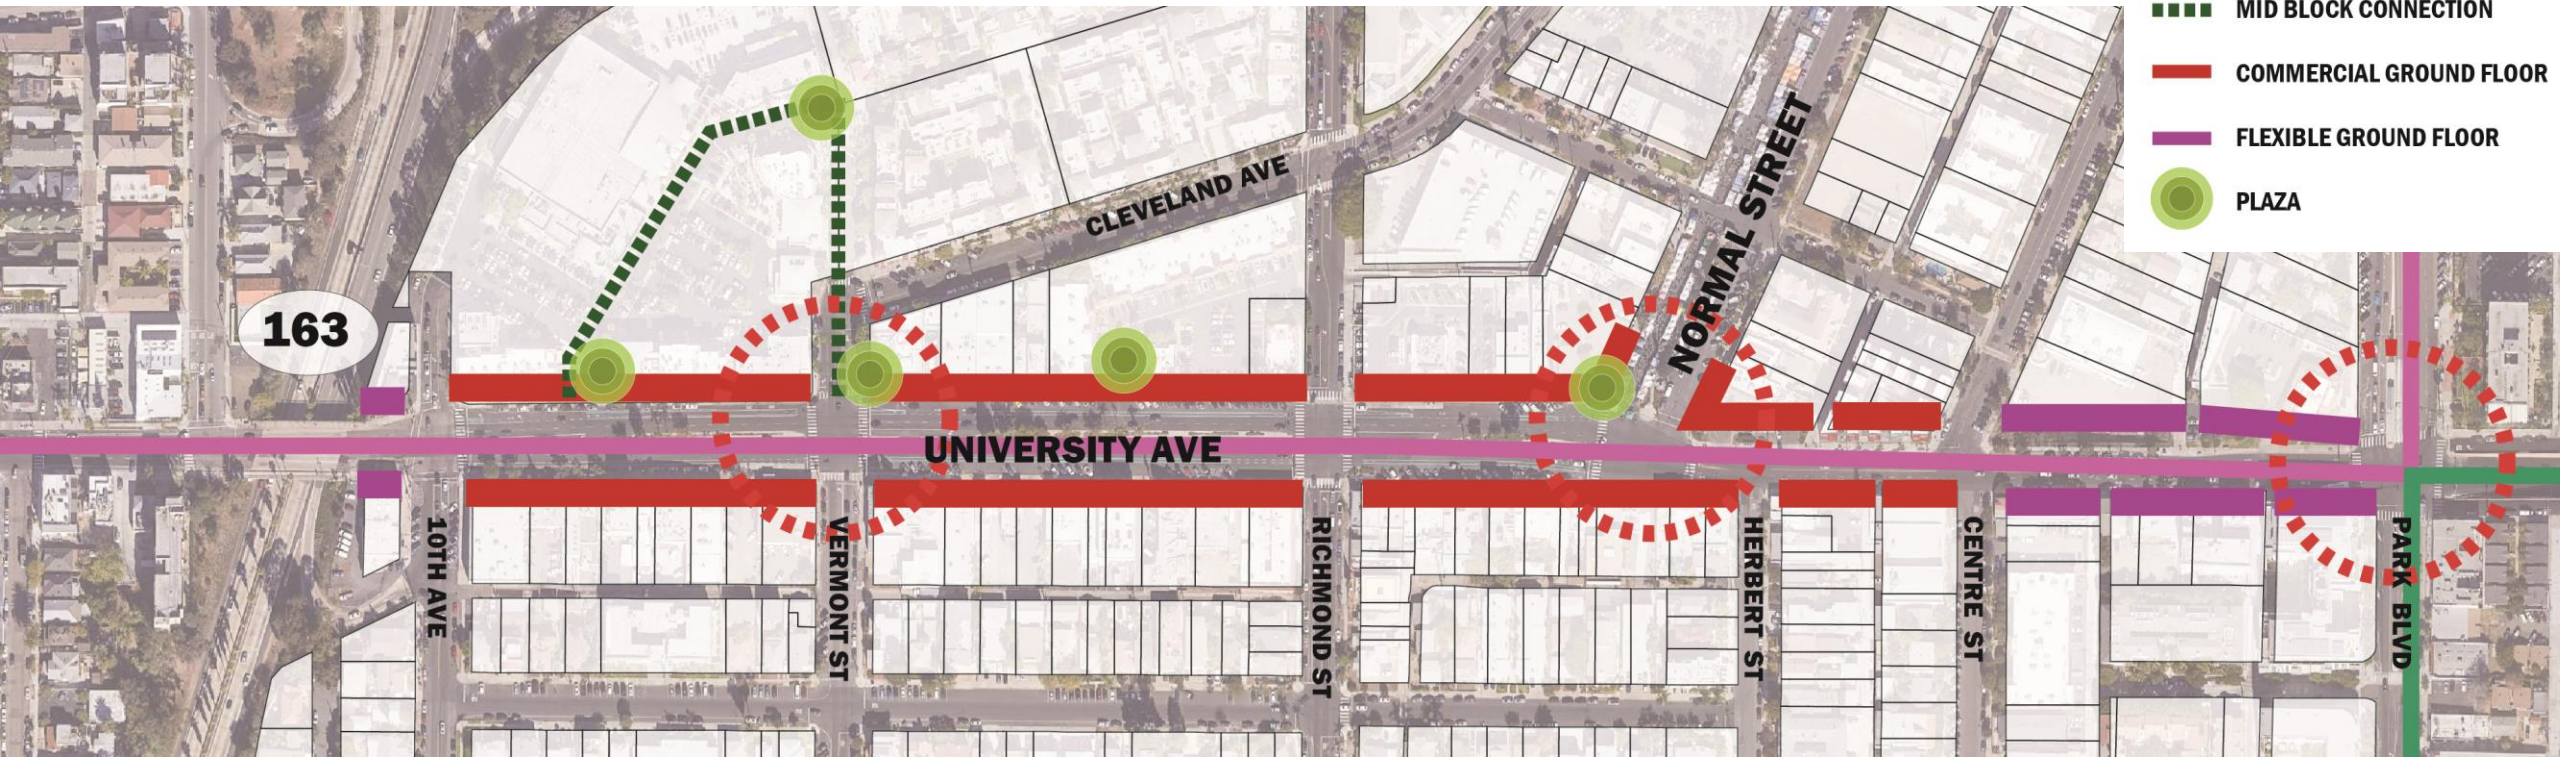 MID BLOCK CONNECTION
COMMERCIAL GROUND FLOOR
FLEXIBLE GROUND FLOOR
PLAZA
NORMAL STREET
CLEVELAND AVE
163
UNIVERSITY AVE
10TH AVE
VERMONT ST
RICHMOND ST
HERBERT ST
CENTRE ST
PARK BLVD